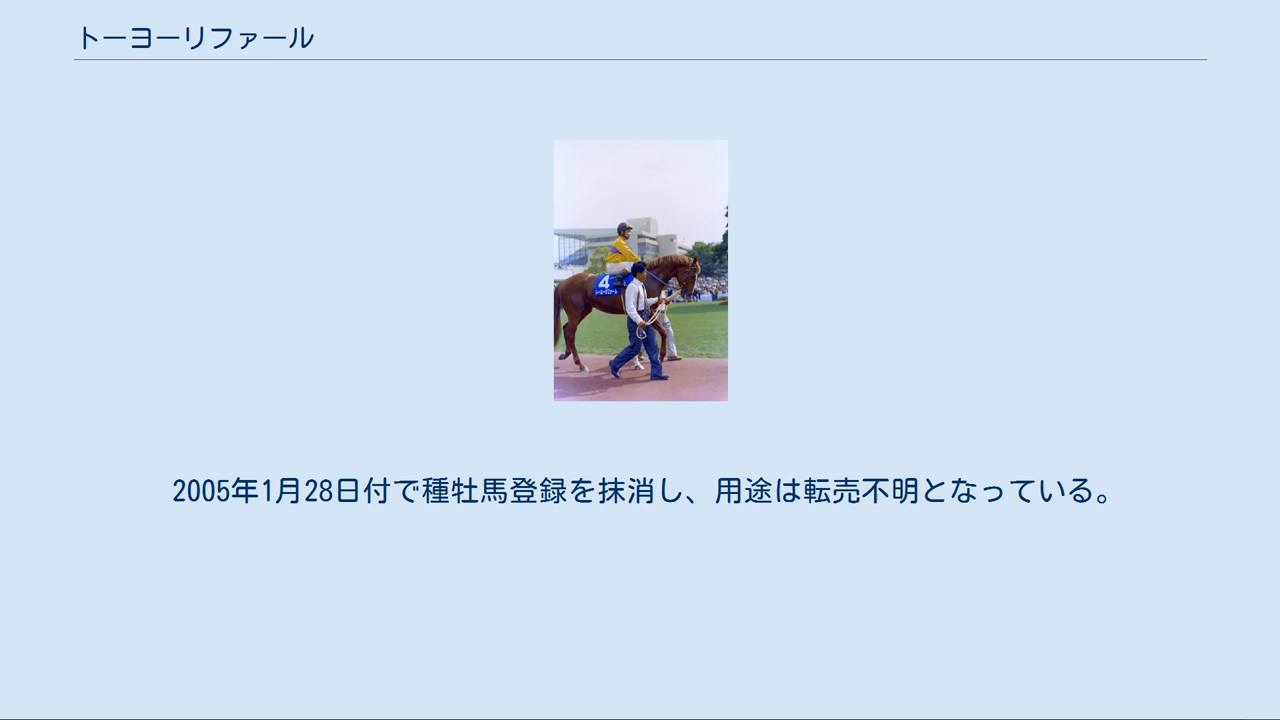 トーヨーリファール
4
2005年1月28日付で種牡馬登録を抹消し、用途は転売不明となっている。